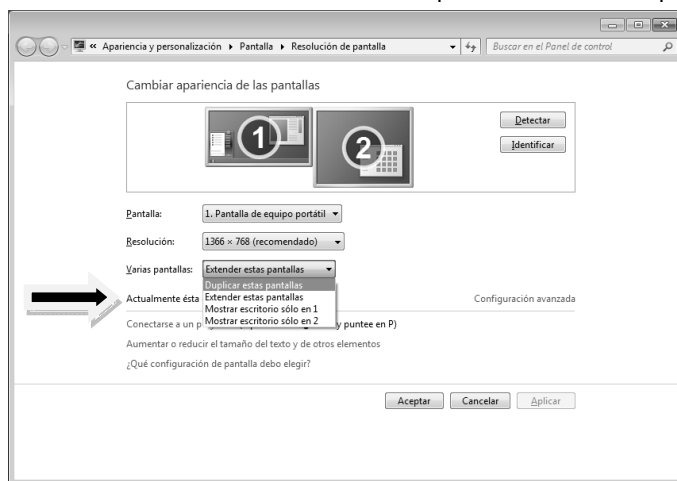 « Apariencia y personalización ▸ Pantalla ▸ Resolución de pantalla
Buscar en el Panel de control
Cambiar apariencia de las pantallas
1
2
Detectar
Identificar
Pantalla: 1. Pantalla de equipo portátil
Resolución: 1366 × 768 (recomendado)
Varias pantallas: Extender estas pantallas
Duplicar estas pantallas
Extender estas pantallas
Mostrar escritorio sólo en 1
Mostrar escritorio sólo en 2
Actualmente ésta
Configuración avanzada
Conectarse a un p y puntee en P)
Aumentar o reducir el tamaño del texto y de otros elementos
¿Qué configuración de pantalla debo elegir?
Aceptar Cancelar Aplicar